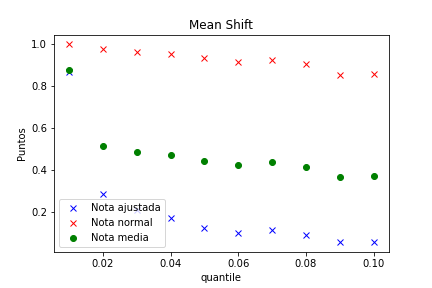 Mean Shift
1.0
0.8
0.6
0.4
0.2
Puntos
Nota ajustada
Nota normal
Nota media
0.02
0.04
0.06
0.08
0.10
quantile